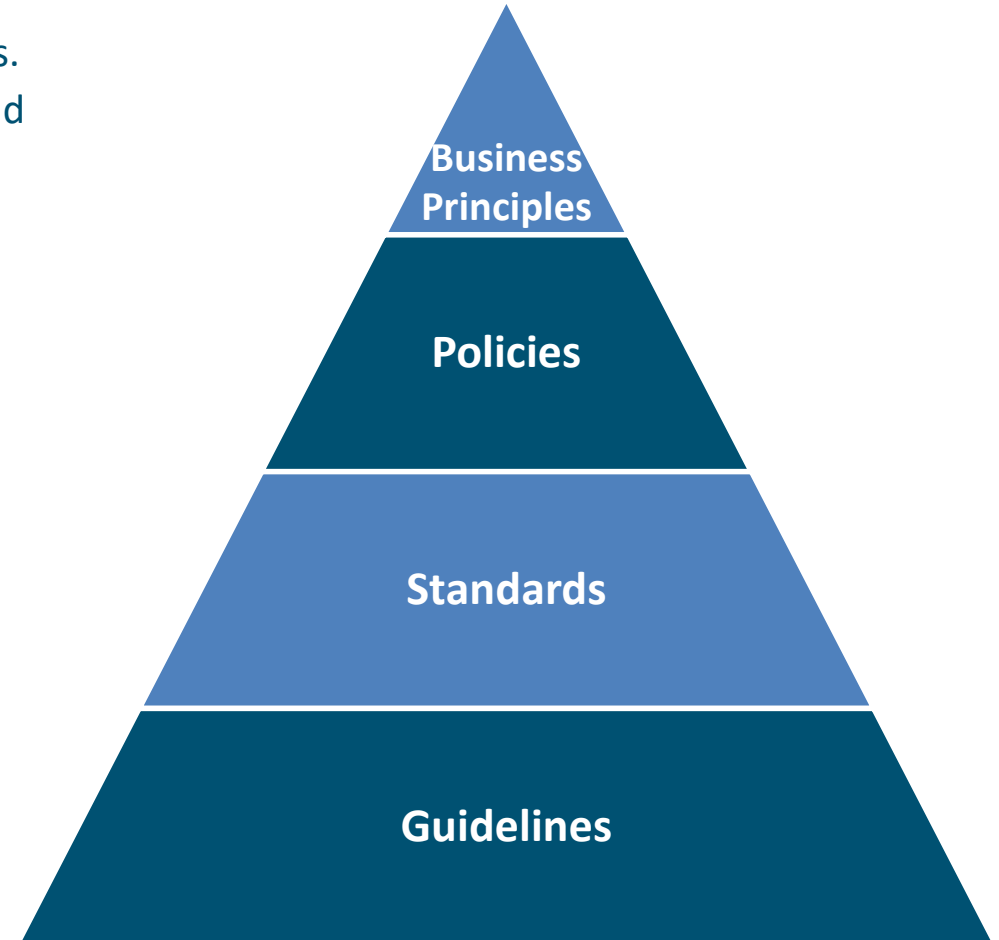 s.
d
Business
Principles
Policies
Standards
Guidelines